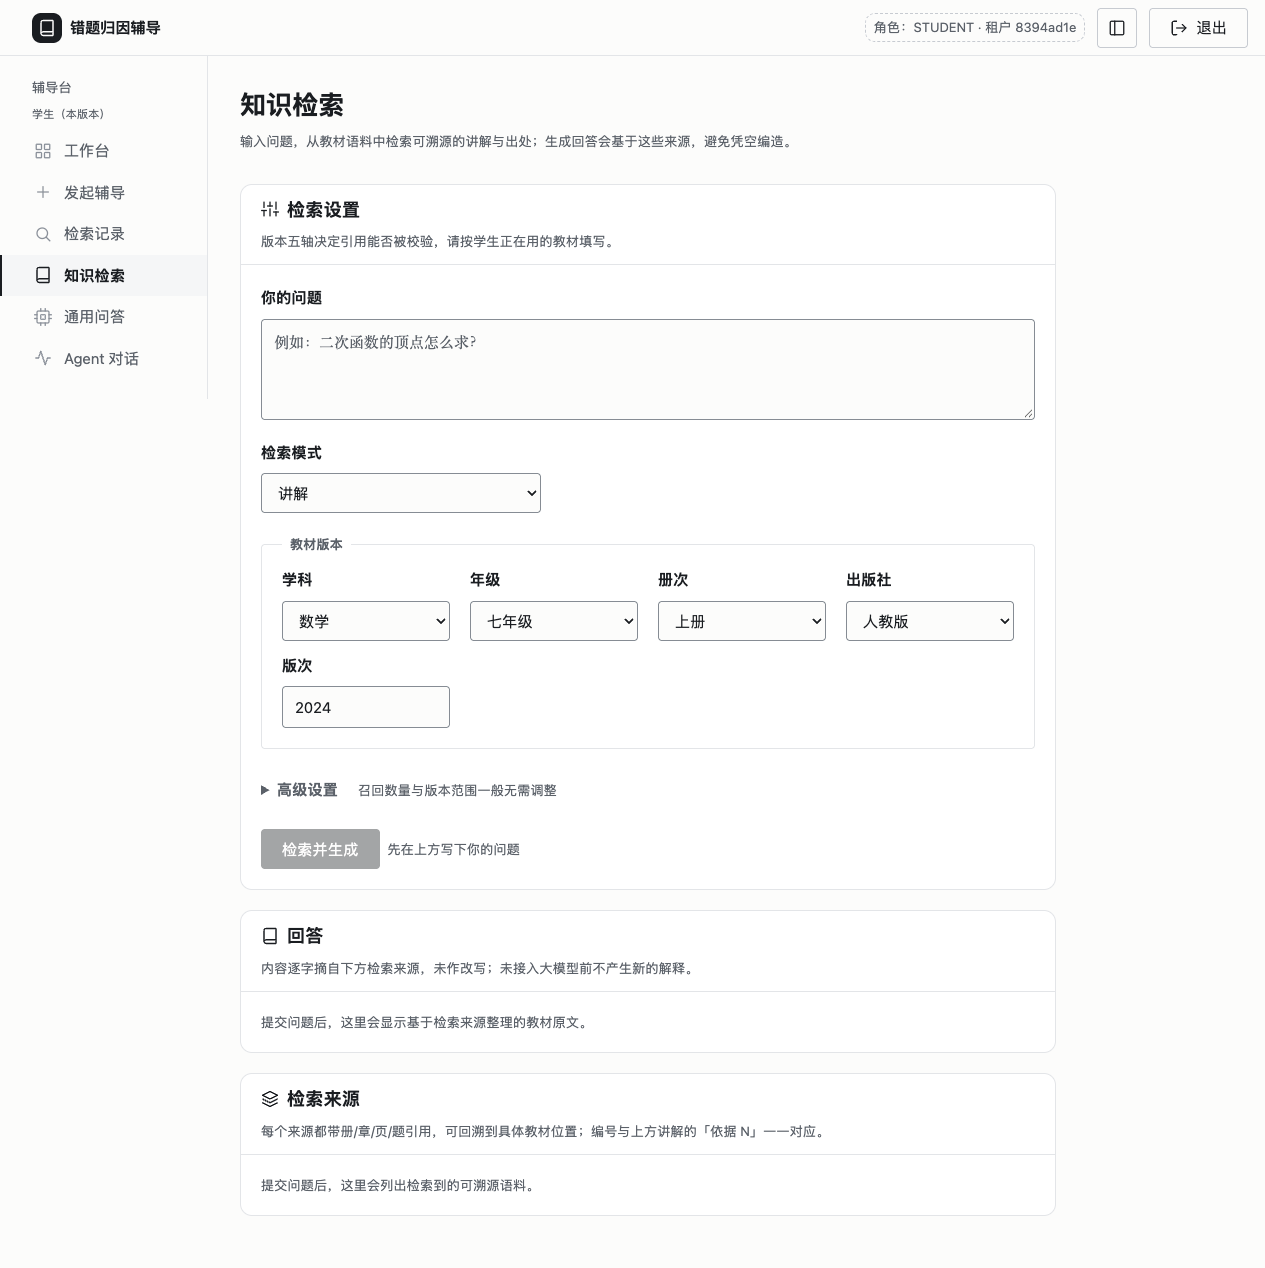 错题归因辅导
角色：STUDENT · 租户 8394ad1e
退出
辅导台
学生（本版本）
工作台
发起辅导
检索记录
知识检索
通用问答
Agent 对话
知识检索
输入问题，从教材语料中检索可溯源的讲解与出处；生成回答会基于这些来源，避免凭空编造。
检索设置
版本五轴决定引用能否被校验，请按学生正在用的教材填写。
你的问题
例如：二次函数的顶点怎么求？
检索模式
讲解
教材版本
学科
年级
册次
出版社
数学
七年级
上册
人教版
版次
2024
高级设置
召回数量与版本范围一般无需调整
检索并生成
先在上方写下你的问题
回答
内容逐字摘自下方检索来源，未作改写；未接入大模型前不产生新的解释。
提交问题后，这里会显示基于检索来源整理的教材原文。
检索来源
每个来源都带册/章/页/题引用，可回溯到具体教材位置；编号与上方讲解的「依据 N」一一对应。
提交问题后，这里会列出检索到的可溯源语料。